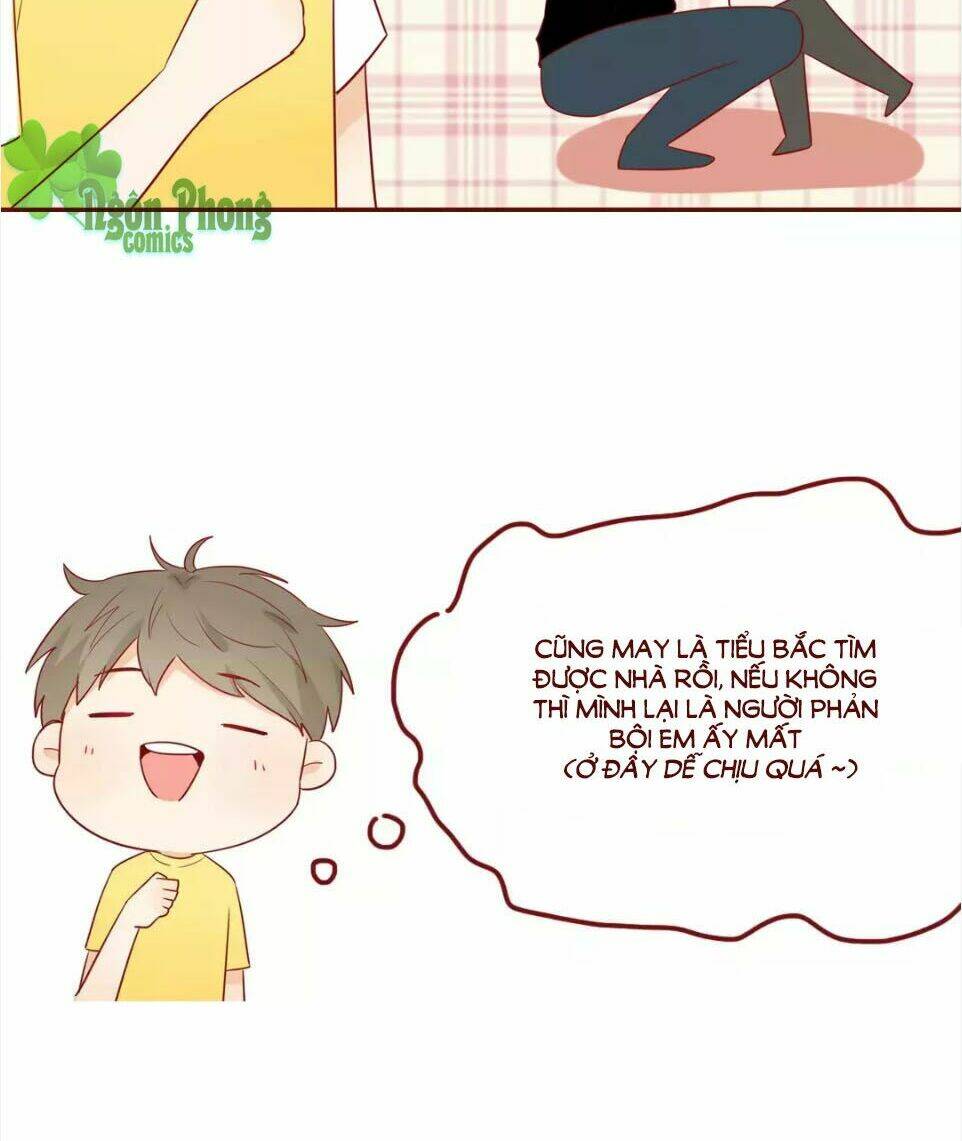 Ngôn Phong
comics
CŨNG MAY LÀ TIỂU BẮC TÌM
ĐƯỢC NHÀ RỒI, NẾU KHÔNG
THÌ MÌNH LẠI LÀ NGƯỜI PHẢN
BỘI EM ẤY MẤT
(Ở ĐÂY DỄ CHỊU QUÁ ~)